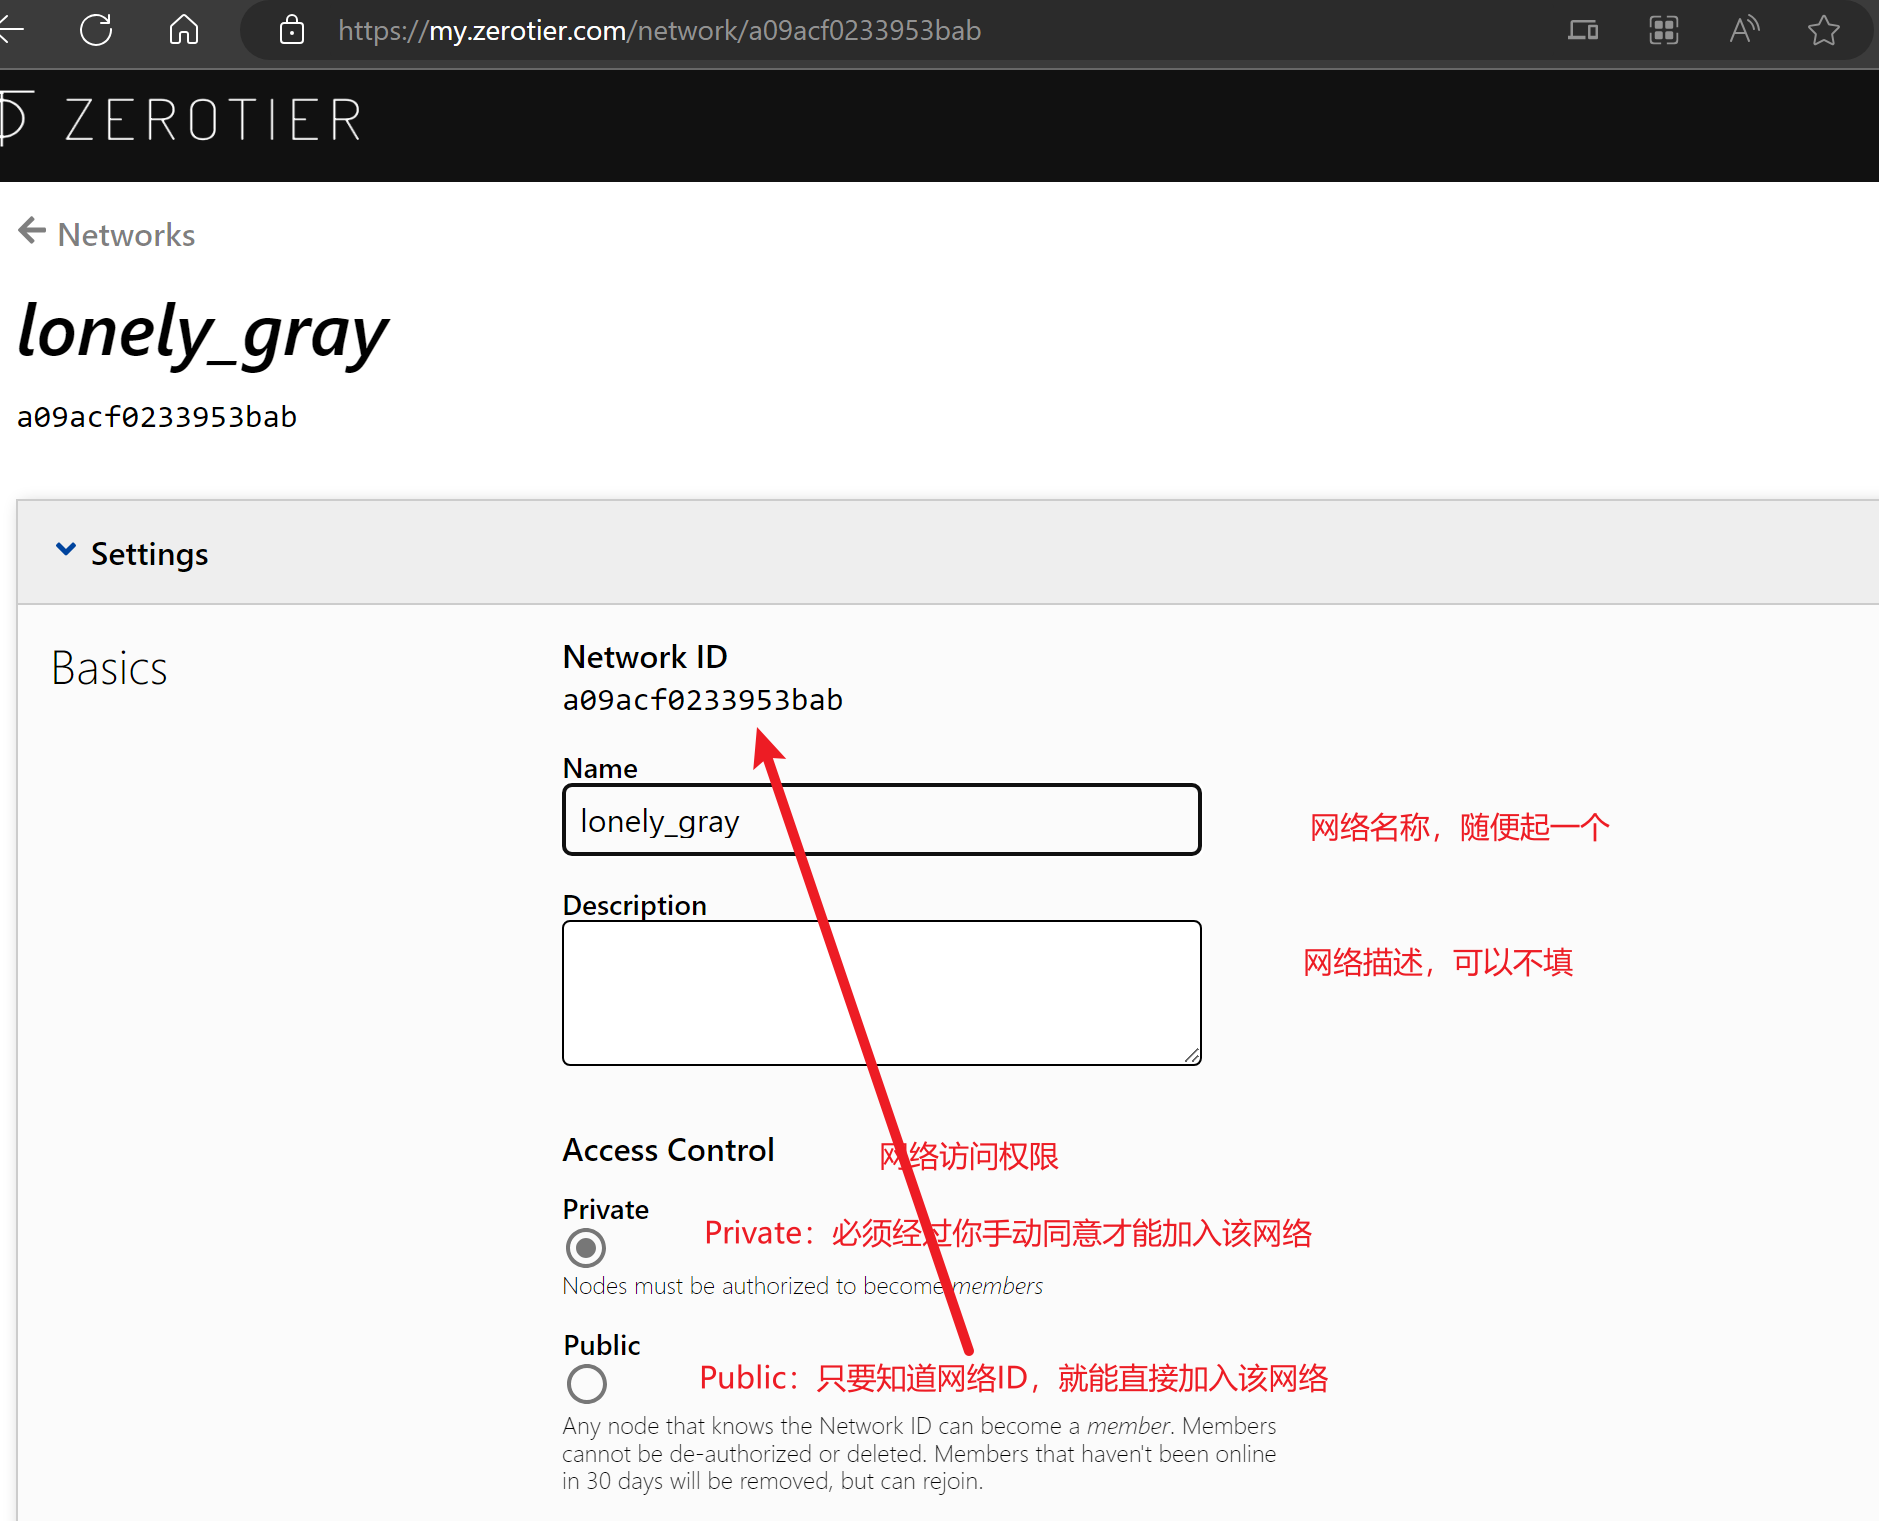 https://my.zerotier.com/network/a09acf0233953bab
ZEROTIER
Networks
lonely_gray
a09acf0233953bab
Settings
Basics
Network ID
a09acf0233953bab
Name
lonely_gray
网络名称，随便起一个
Description
网络描述，可以不填
Access Control
网络访问权限
Private
Private：必须经过你手动同意才能加入该网络
Nodes must be authorized to become members
Public
Public：只要知道网络ID，就能直接加入该网络
Any node that knows the Network ID can become a member. Members
cannot be de-authorized or deleted. Members that haven't been online
in 30 days will be removed, but can rejoin.